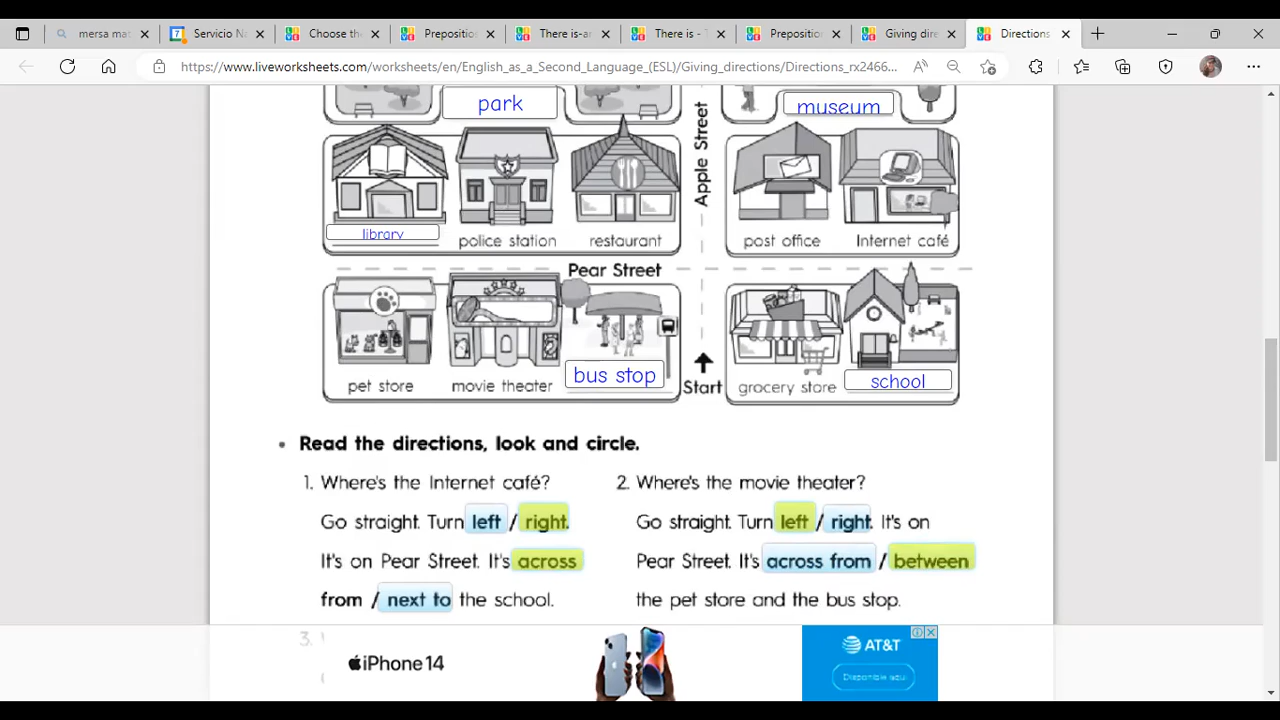 mersa mat
Servicio Na
Choose the
Prepositio
There is-ar
There is - T
Preposition
Giving dire
Directions
https://www.liveworksheets.com/worksheets/en/English_as_a_Second_Language_(ESL)/Giving_directions/Directions_rx2466...
park
museum
Apple Street
library
police station
restaurant
post office
Internet café
Pear Street
pet store
movie theater
bus stop
Start
grocery store
school
• Read the directions, look and circle.
1. Where's the Internet café?
Go straight. Turn left / right.
It's on Pear Street. It's across
from / next to the school.
2. Where's the movie theater?
Go straight. Turn left / right. It's on
Pear Street. It's across from / between
the pet store and the bus stop.
3.
iPhone 14
AT&T
Disponible aquí